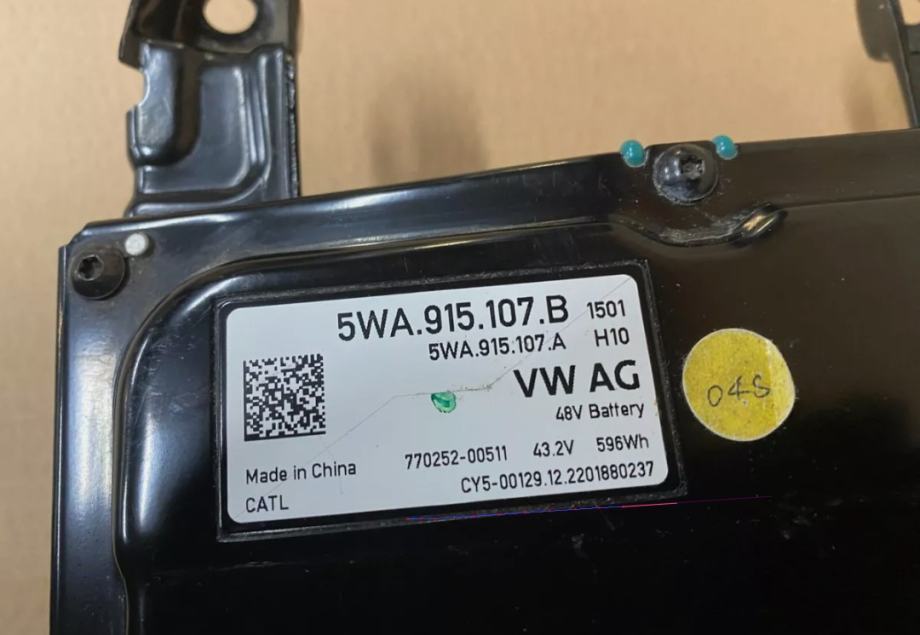 5WA.915.107.B 1501
5WA.915.107.A H10
VW AG
48V Battery
770252-00511 43.2V 596Wh
Made in China
CY5-00129.12.2201880237
CATL
048